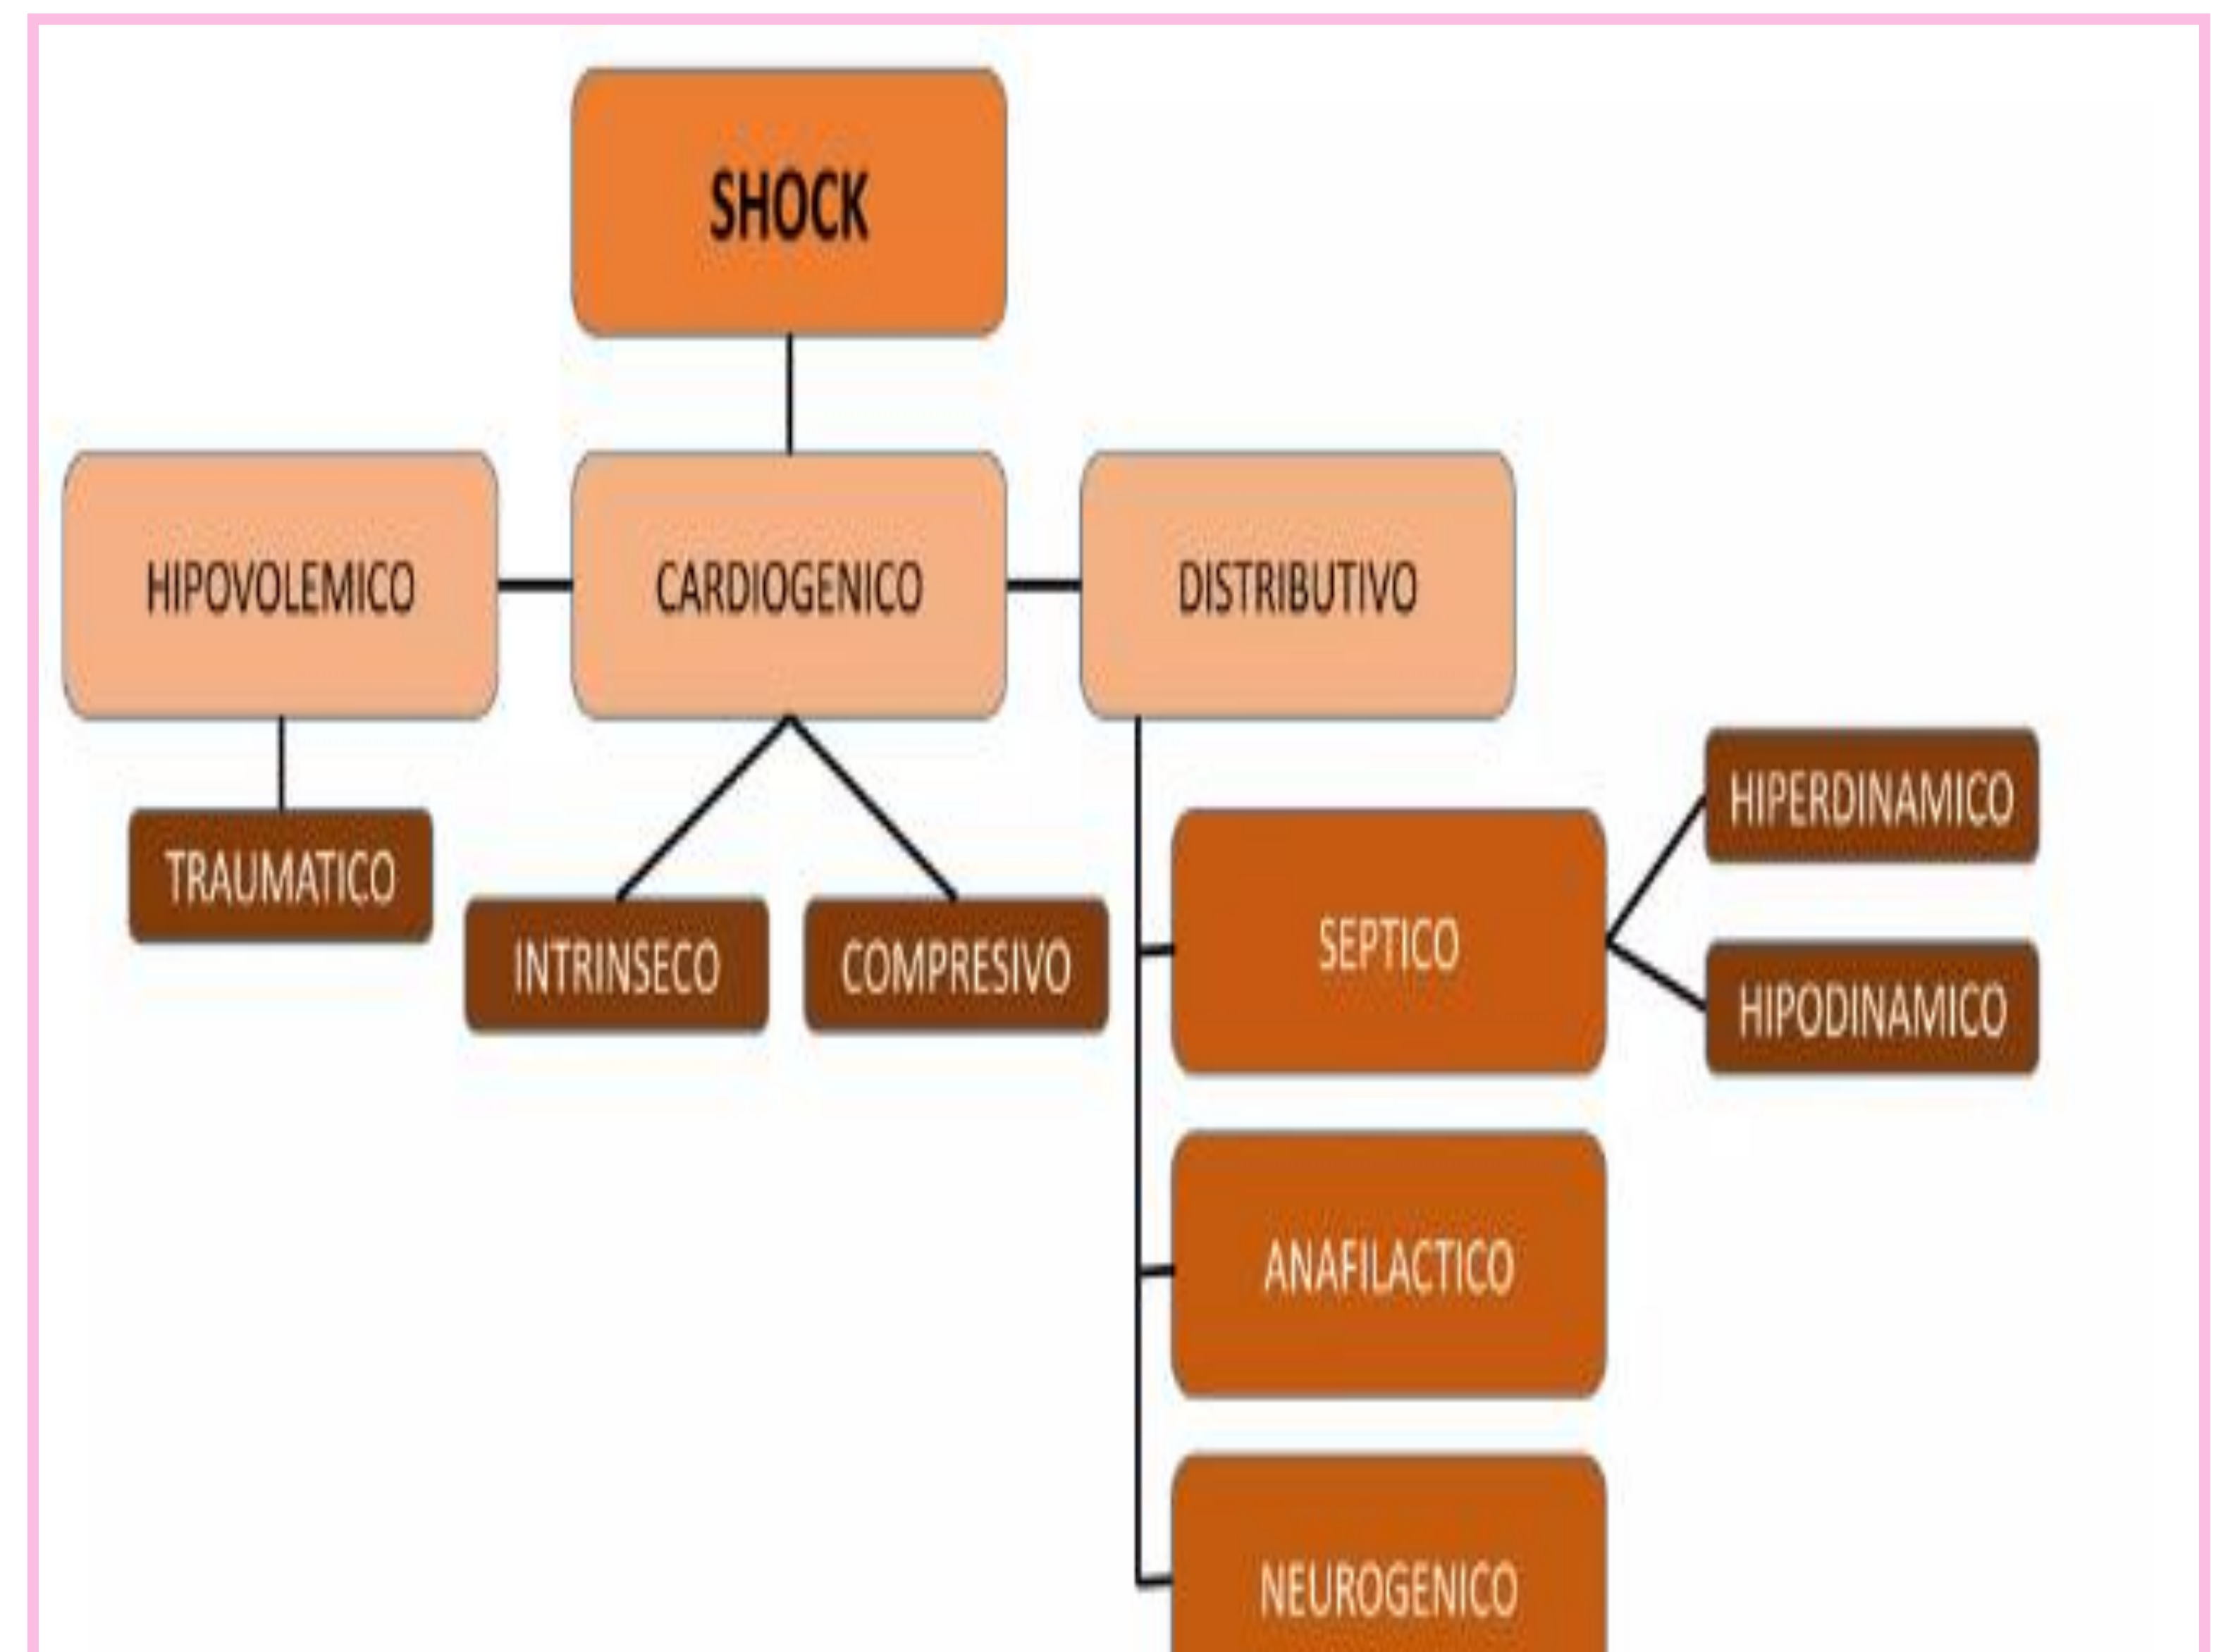 SHOCK
HIPOVOLEMICO
CARDIOGENICO
DISTRIBUTIVO
TRAUMATICO
INTRINSECO
COMPRESIVO
SEPTICO
HIPERDINAMICO
HIPODINAMICO
ANAFILACTICO
NEUROGENICO